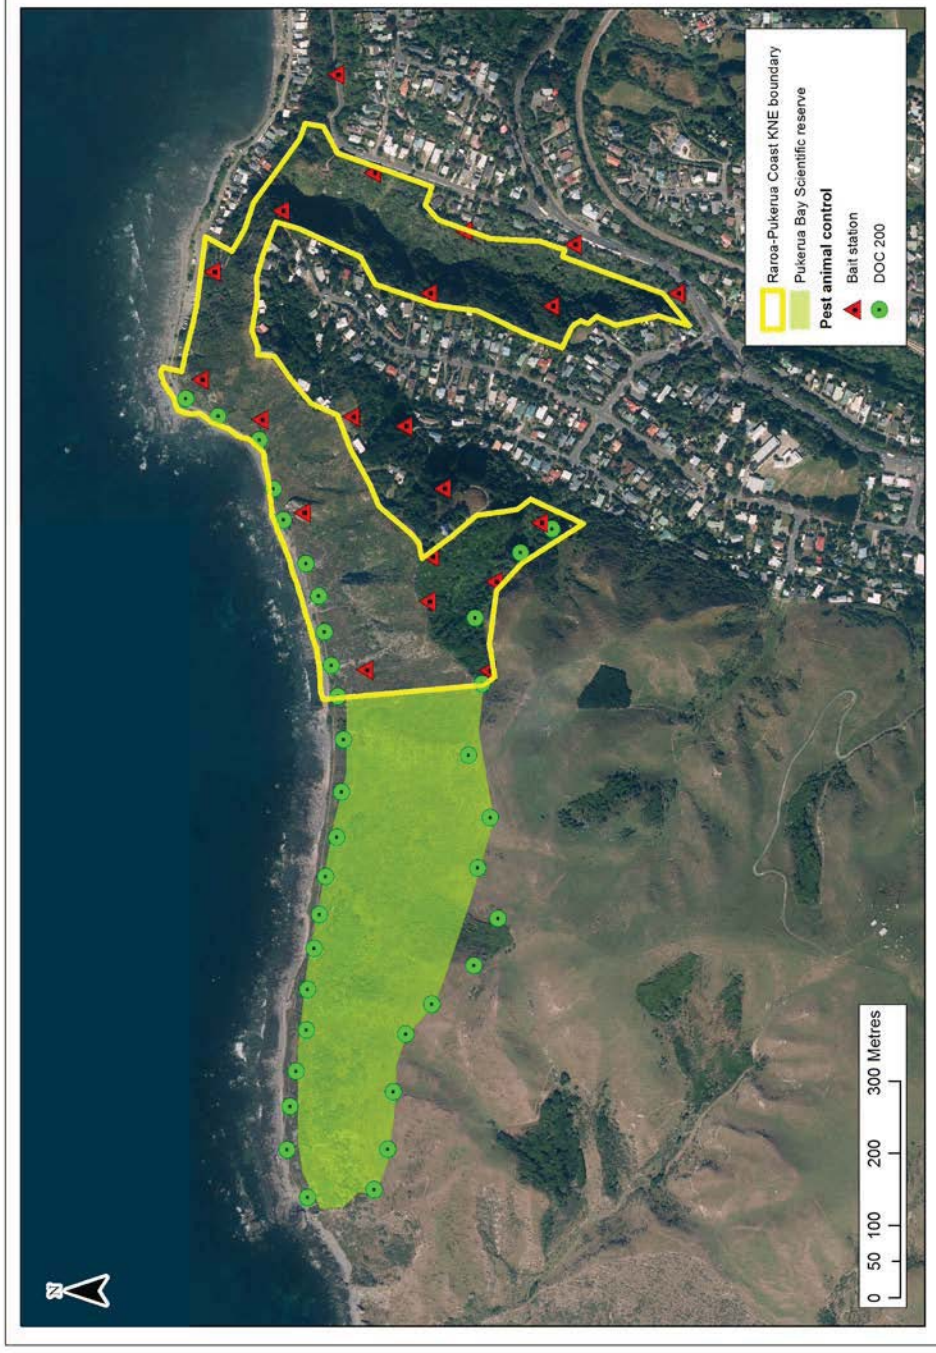 N
Raroa-Pukerua Coast KNE boundary
Pukerua Bay Scientific reserve
Pest animal control
Bait station
DOC 200
0 50 100 200 300 Metres